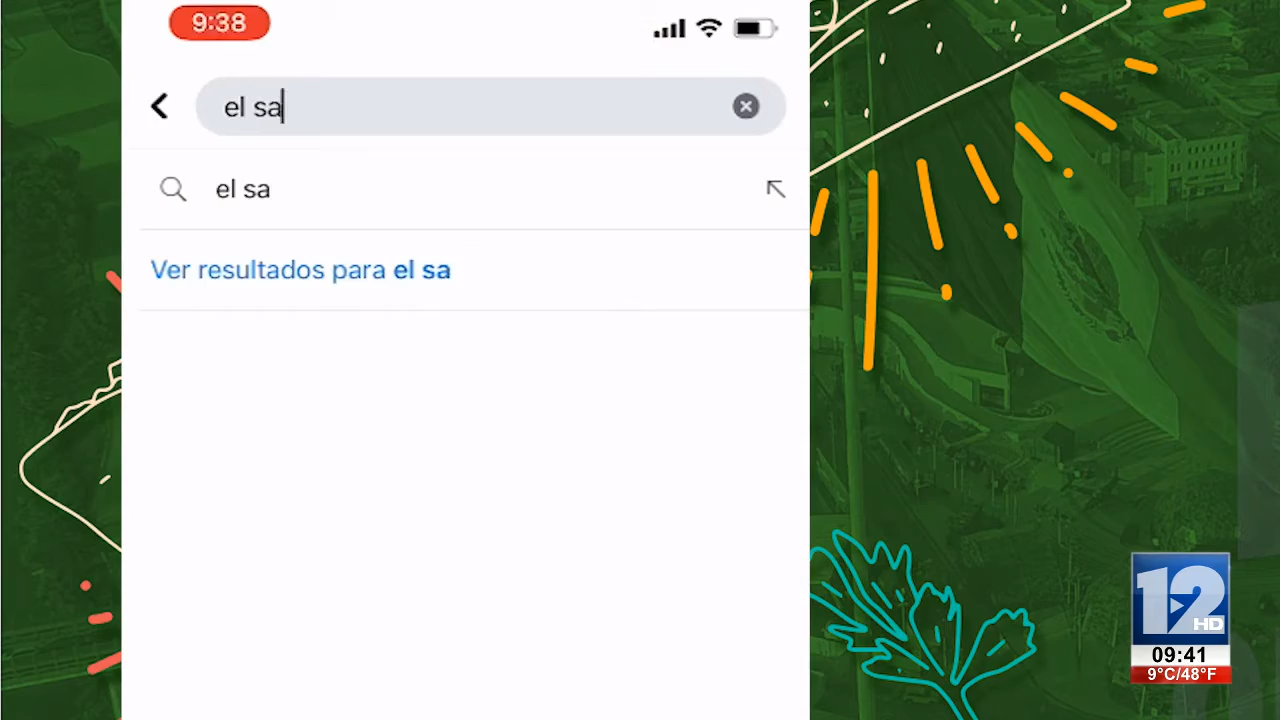 9:38
el sa
el sa
Ver resultados para el sa
12
HD
09:41
9°C/48°F